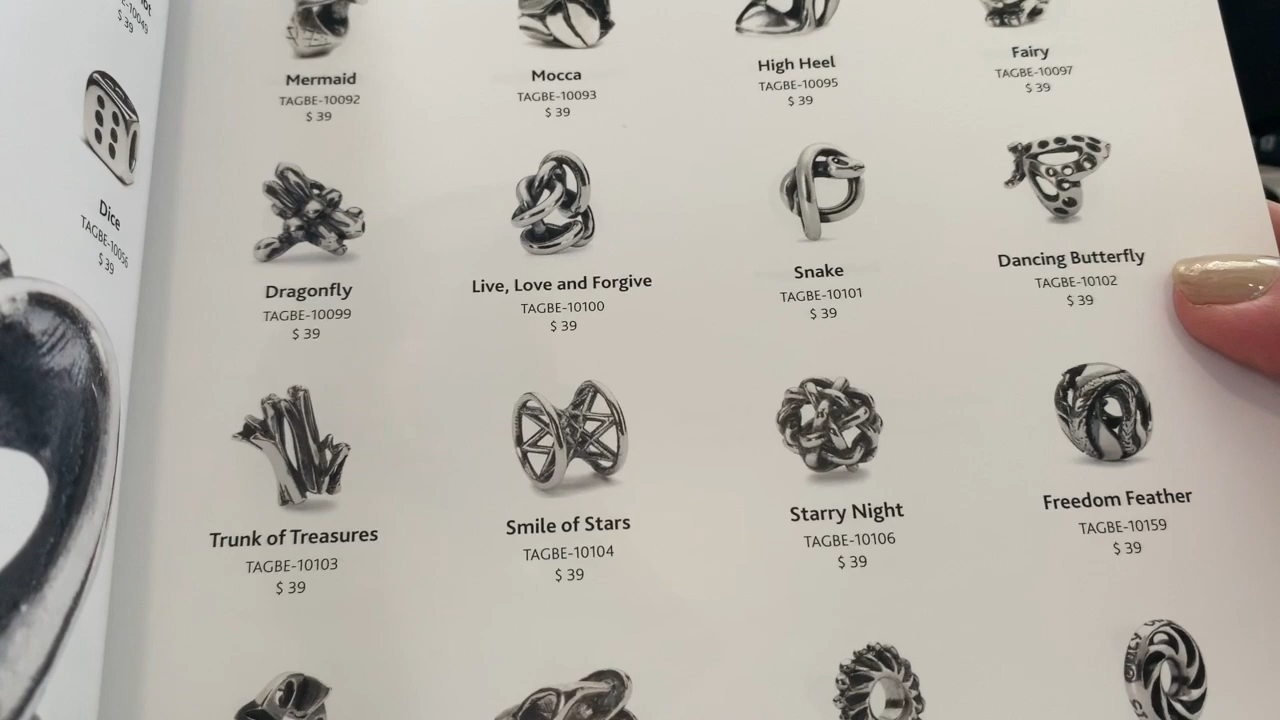 $ 39
Dice
TAGBE-10056
$ 39
Mermaid
TAGBE-10092
$ 39
Mocca
TAGBE-10093
$ 39
High Heel
TAGBE-10095
$ 39
Fairy
TAGBE-10097
$ 39
Dragonfly
TAGBE-10099
$ 39
Live, Love and Forgive
TAGBE-10100
$ 39
Snake
TAGBE-10101
$ 39
Dancing Butterfly
TAGBE-10102
$ 39
Trunk of Treasures
TAGBE-10103
$ 39
Smile of Stars
TAGBE-10104
$ 39
Starry Night
TAGBE-10106
$ 39
Freedom Feather
TAGBE-10159
$ 39